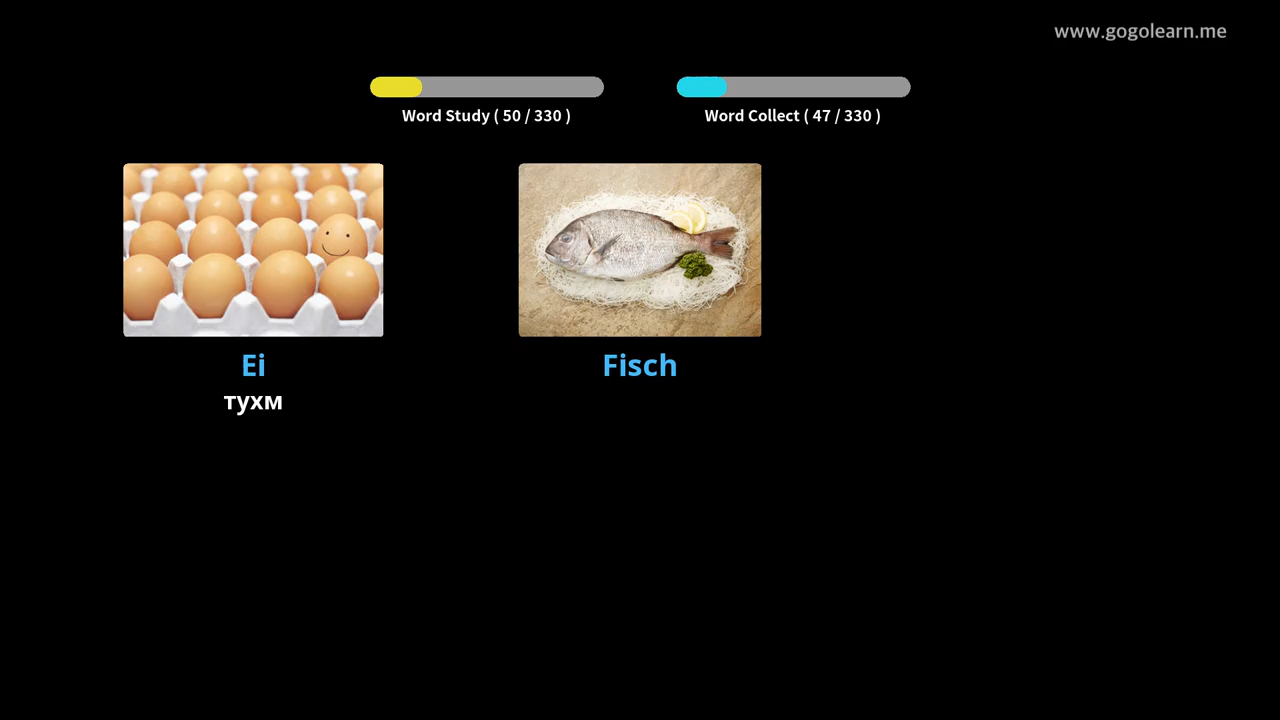 www.gogolearn.me
Word Study ( 50 / 330 )
Word Collect ( 47 / 330 )
Ei
тухм
Fisch